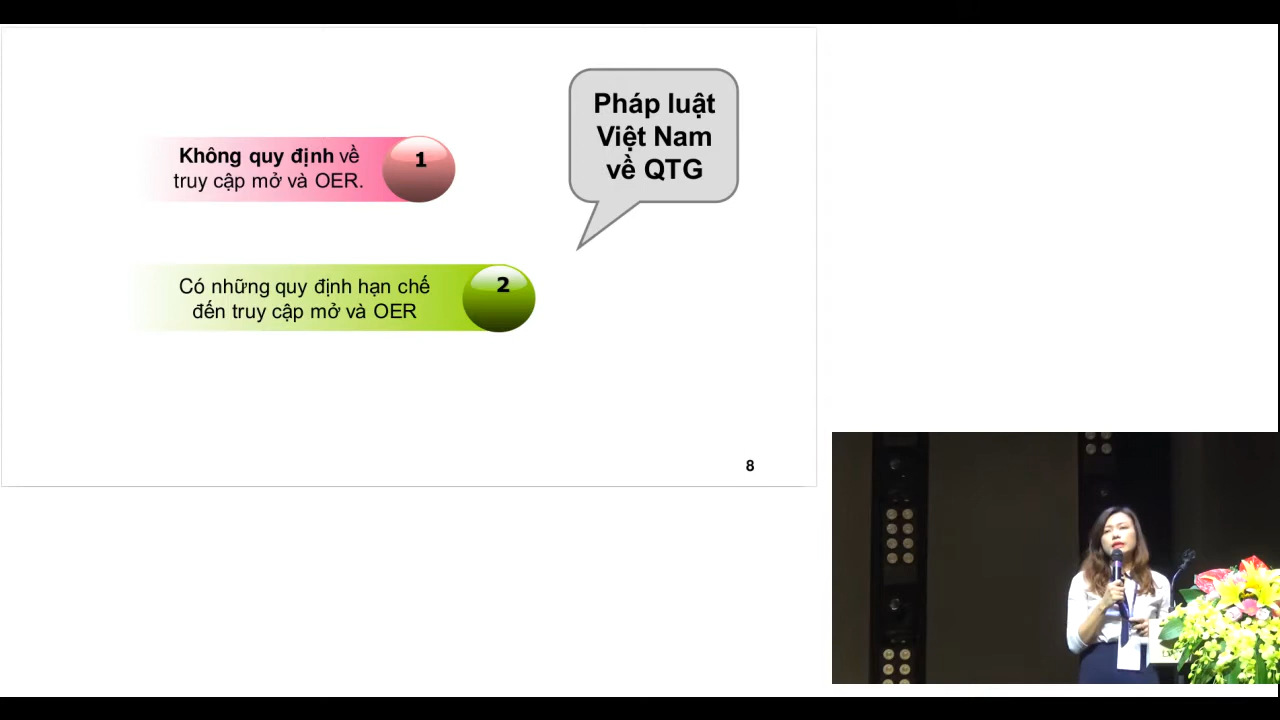 Pháp luật
Việt Nam
về QTG
Không quy định về
truy cập mở và OER.
1
Có những quy định hạn chế
đến truy cập mở và OER
2
8